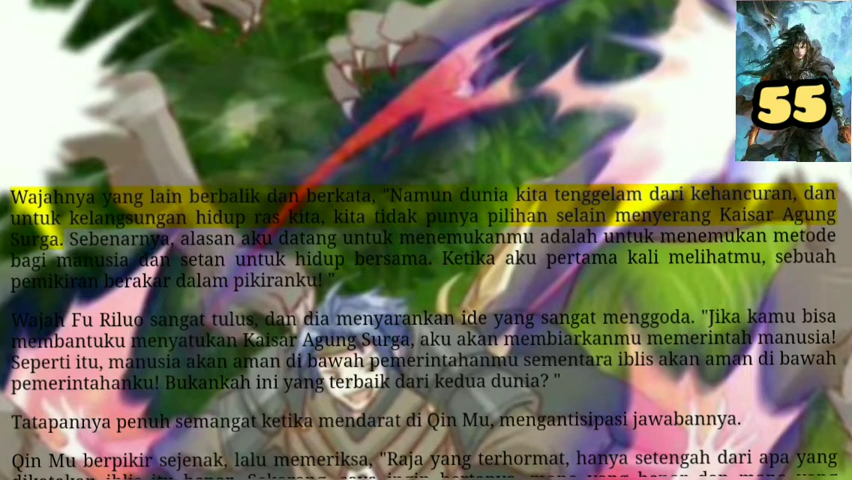 55
Wajahnya yang lain berbalik dan berkata, "Namun dunia kita tenggelam dari kehancuran, dan
untuk kelangsungan hidup ras kita, kita tidak punya pilihan selain menyerang Kaisar Agung
Surga. Sebenarnya, alasan aku datang untuk menemukanmu adalah untuk menemukan metode
bagi manusia dan setan untuk hidup bersama. Ketika aku pertama kali melihatmu, sebuah
pemikiran berakar dalam pikiranku! "
Wajah Fu Riluo sangat tulus, dan dia menyarankan ide yang sangat menggoda. "Jika kamu bisa
membantuku menyatukan Kaisar Agung Surga, aku akan membiarkanmu memerintah manusia!
Seperti itu, manusia akan aman di bawah pemerintahanmu sementara iblis akan aman di bawah
pemerintahanku! Bukankah ini yang terbaik dari kedua dunia? "
Tatapannya penuh semangat ketika mendarat di Qin Mu, mengantisipasi jawabannya.
Qin Mu berpikir sejenak, lalu memeriksa, "Raja yang terhormat, hanya setengah dari apa yang